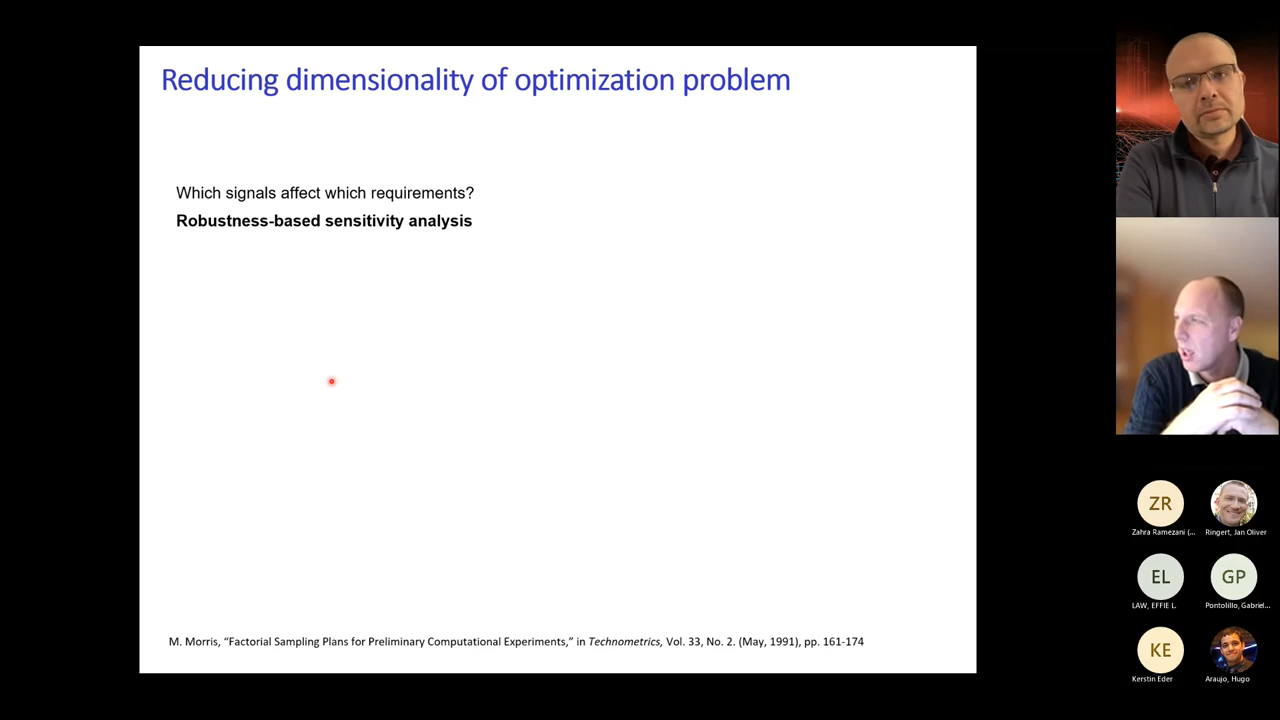 Reducing dimensionality of optimization problem
Which signals affect which requirements?
Robustness-based sensitivity analysis
M. Morris, “Factorial Sampling Plans for Preliminary Computational Experiments,” in Technometrics, Vol. 33, No. 2. (May, 1991), pp. 161-174
ZR
Zahra Ramezani (...
Ringert, Jan Oliver
EL
GP
LAW, EFFIE L.
Pontolillo, Gabriel...
KE
Kerstin Eder
Araujo, Hugo